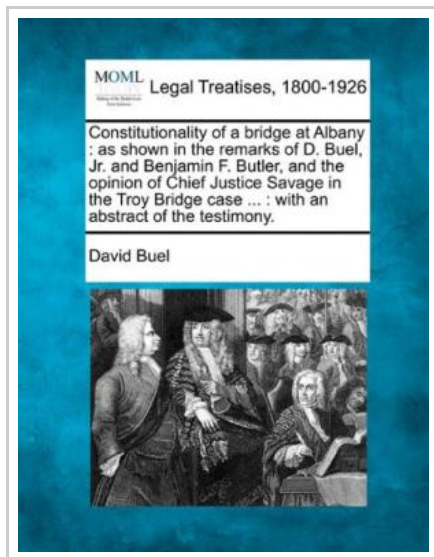 MOML
Legal Treatises, 1800-1926
Constitutionality of a bridge at Albany
: as shown in the remarks of D. Buel,
Jr. and Benjamin F. Butler, and the
opinion of Chief Justice Savage in
the Troy Bridge case ... : with an
abstract of the testimony.
David Buel